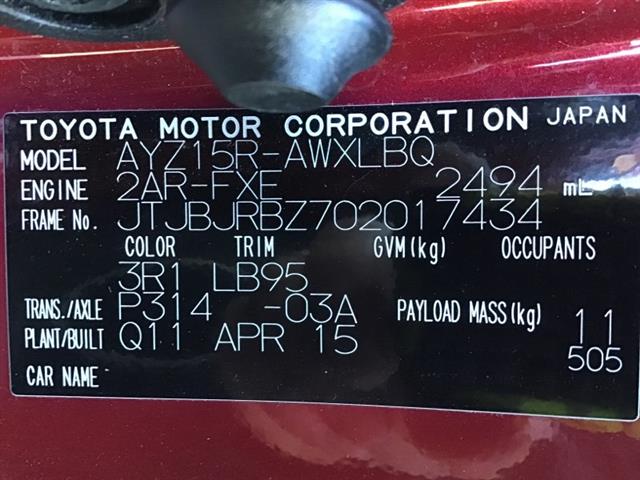 TOYOTA MOTOR CORPORATION JAPAN
MODEL AYZ15R-AWXLBQ
ENGINE 2AR-FXE 2494 mL
FRAME No. JTJBJRBZ702017434
COLOR TRIM GVM(kg) OCCUPANTS
3R1 LB95
TRANS./AXLE P314 -03A PAYLOAD MASS(kg) 11
PLANT/BUILT Q11 APR 15 505
CAR NAME